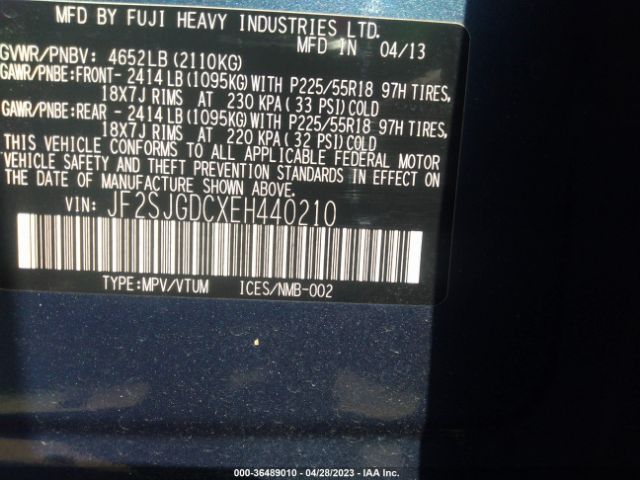 MFD BY FUJI HEAVY INDUSTRIES LTD.
MFD IN 04/13
GVWR/PNBV: 4652LB (2110KG)
GAWR/PNBE:FRONT- 2414 LB (1095KG) WITH P225/55R18 97H TIRES,
18X7J RIMS AT 230 KPA (33 PSI) COLD
GAWR/PNBE:REAR - 2414 LB (1095KG) WITH P225/55R18 97H TIRES,
18X7J RIMS AT 220 KPA (32 PSI) COLD
THIS VEHICLE CONFORMS TO ALL APPLICABLE FEDERAL MOTOR
VEHICLE SAFETY AND THEFT PREVENTION STANDARDS IN EFFECT
ON THE DATE OF MANUFACTURE SHOWN ABOVE.
VIN: JF2SJGDCXEH440210
TYPE:MPV/VTUM ICES/NMB-002
000-36489010 - 04/28/2023 - IAA Inc.